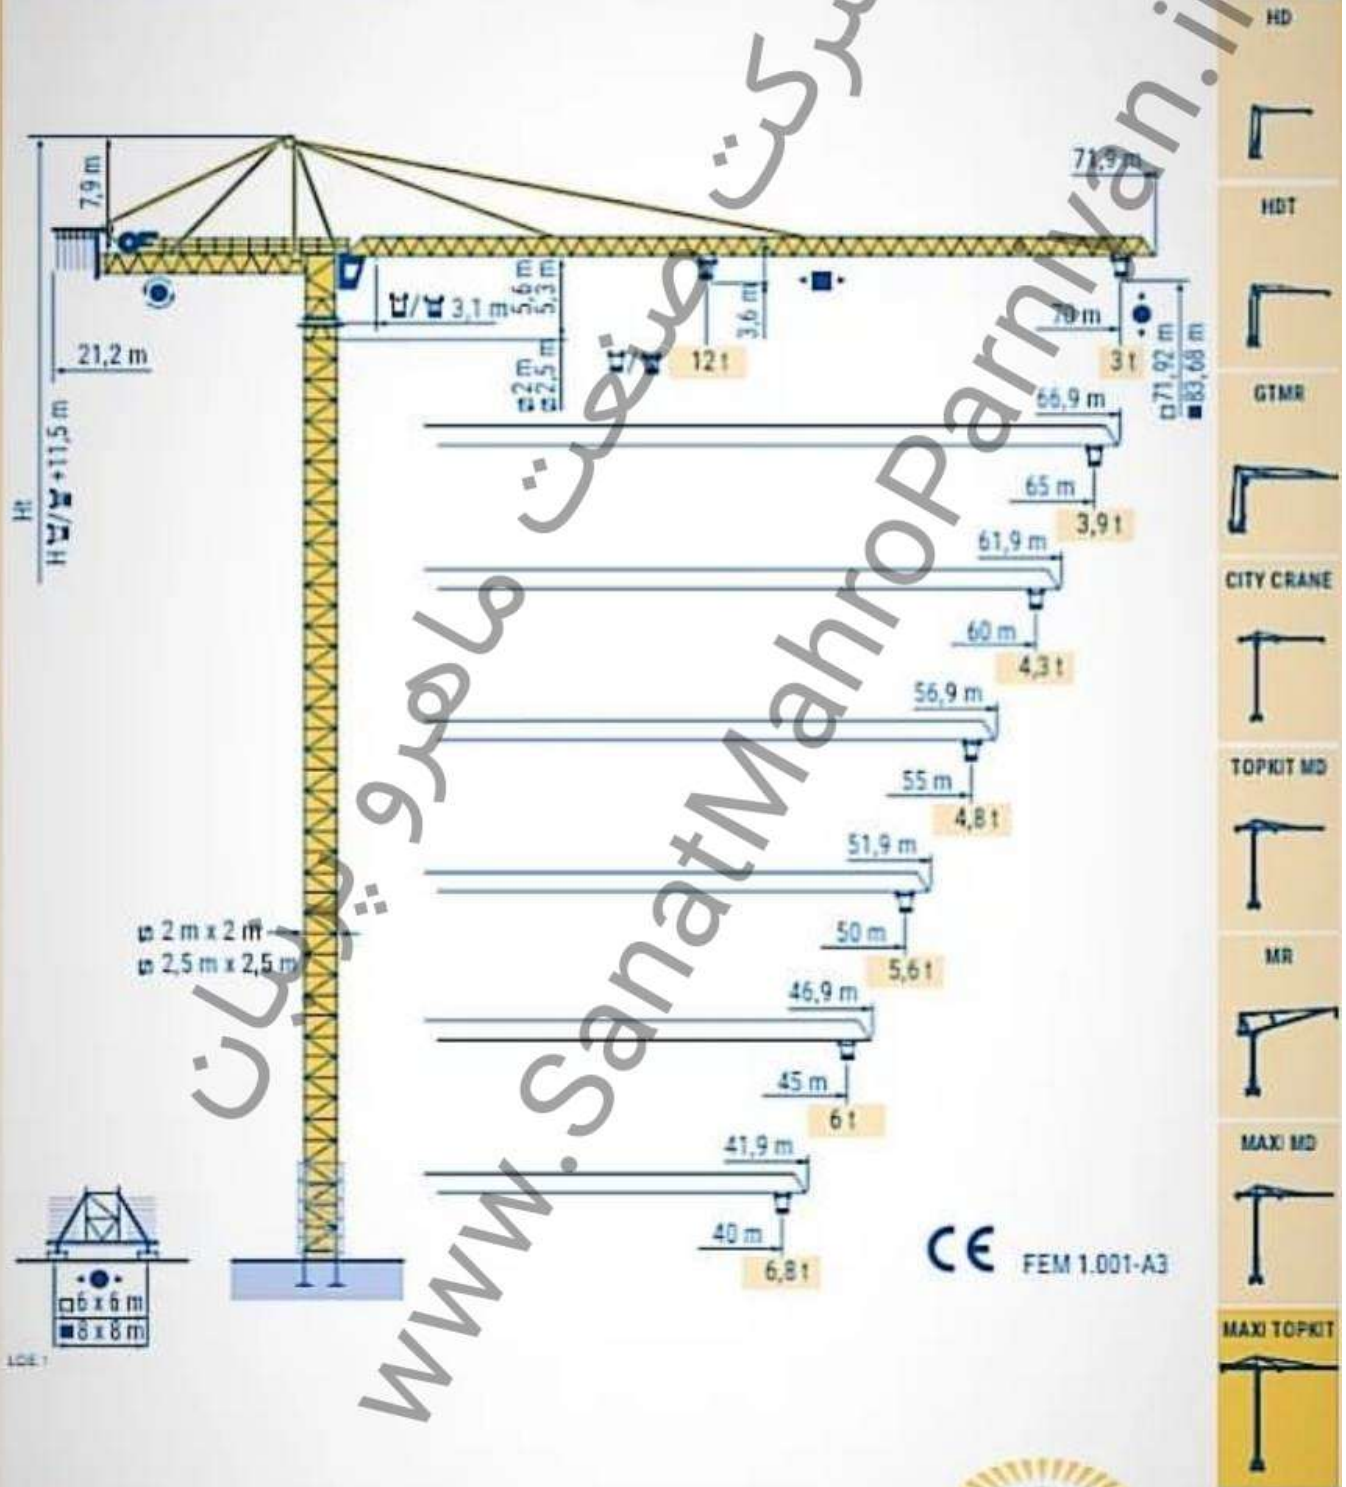 HD
HDT
GTMR
CITY CRANE
TOPKIT MD
MR
MAXI MD
MAXI TOPKIT
7,9 m
71,9 m
3,1 m
5,6 m
5,3 m
3,6 m
70 m
21,2 m
2 m
2,5 m
12 t
3 t
□71,92 m
■83,68 m
Ht
H +11,5 m
66,9 m
65 m
3,9 t
61,9 m
60 m
4,3 t
56,9 m
55 m
4,8 t
51,9 m
50 m
5,6 t
2 m x 2 m
2,5 m x 2,5 m
46,9 m
45 m
6 t
41,9 m
40 m
6,8 t
CE FEM 1.001-A3
□6 x 6 m
■8 x 8 m
شرکت صنعت ماهرو پرنیان
www.SanatMahroParniyan.ir